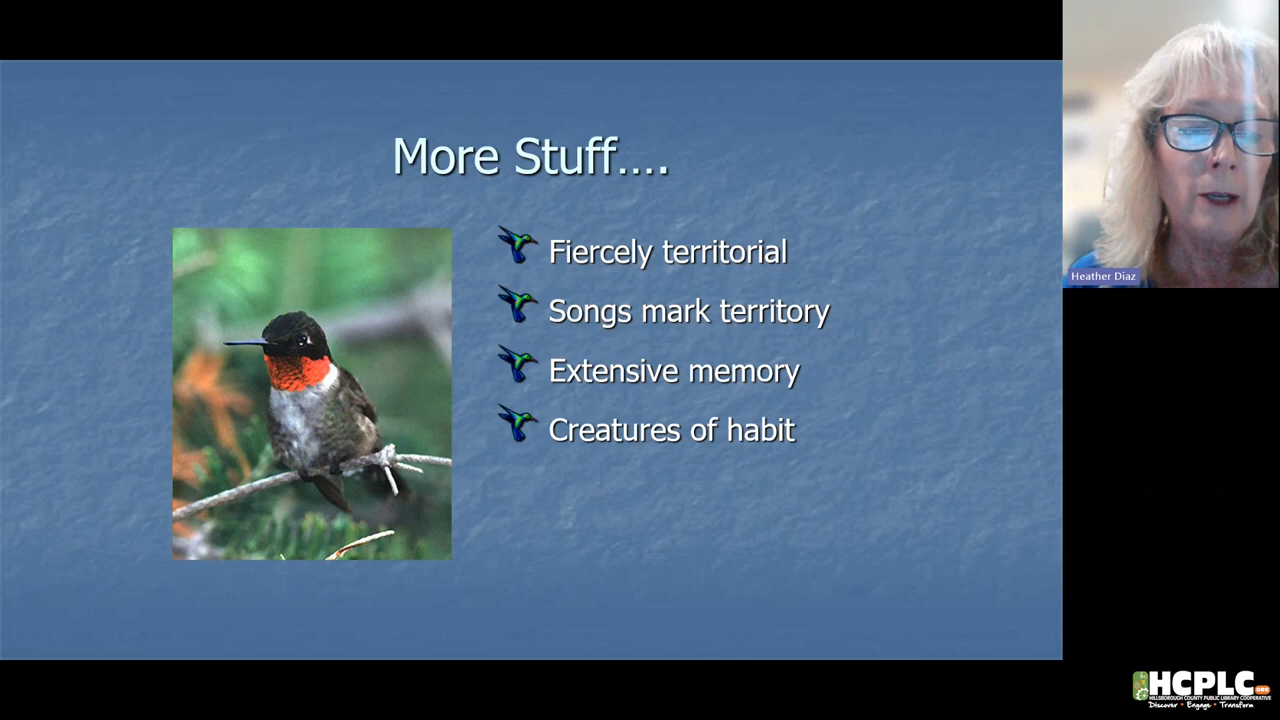 More Stuff....
Fiercely territorial
Songs mark territory
Extensive memory
Creatures of habit
Heather Diaz
HCPLC.ORG
HILLSBOROUGH COUNTY PUBLIC LIBRARY COOPERATIVE
Discover • Engage • Transform